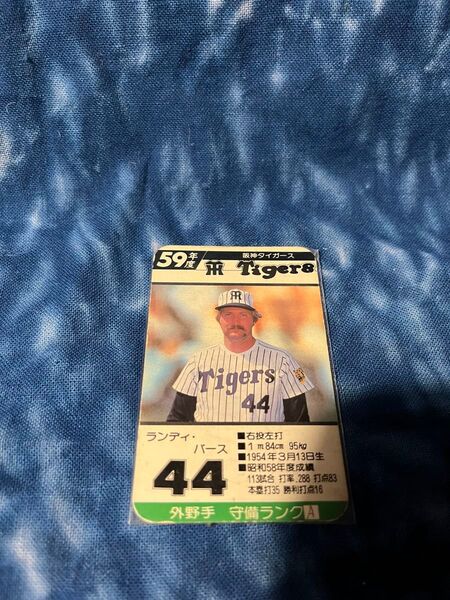 59年度
阪神タイガース
Tigers
Tigers
44
ランディ・
バース
44
■右投左打
■1m84cm 95kg
■1954年3月13日生
■昭和58年度成績
113試合 打率.288 打点83
本塁打35 勝利打点16
外野手 守備ランクA